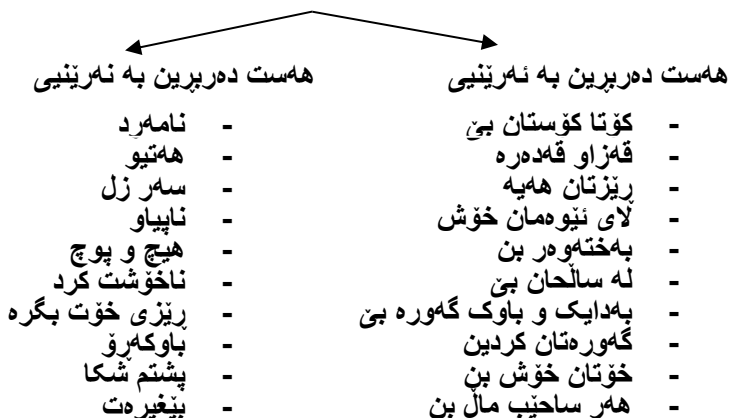 هەست دەربڕین بە ئەرێنیی
- کۆتا کۆستان بێ
- قەزاو قەدەرە
- ڕێزتان هەیە
- لای ئێوەمان خۆش
- بەختەوەر بن
- لە ساڵحان بێ
- بەدایک و باوک گەورە بێ
- گەورەتان کردین
- خۆتان خۆش بن
- هەر ساحێب ماڵ بن
هەست دەربڕین بە نەرێنیی
- نامەرد
- هەتیو
- سەر زل
- ناپیاو
- هیچ و پوچ
- ناخۆشت کرد
- ڕێزی خۆت بگرە
- باوکەڕۆ
- پشتم شکا
- بێغیرەت